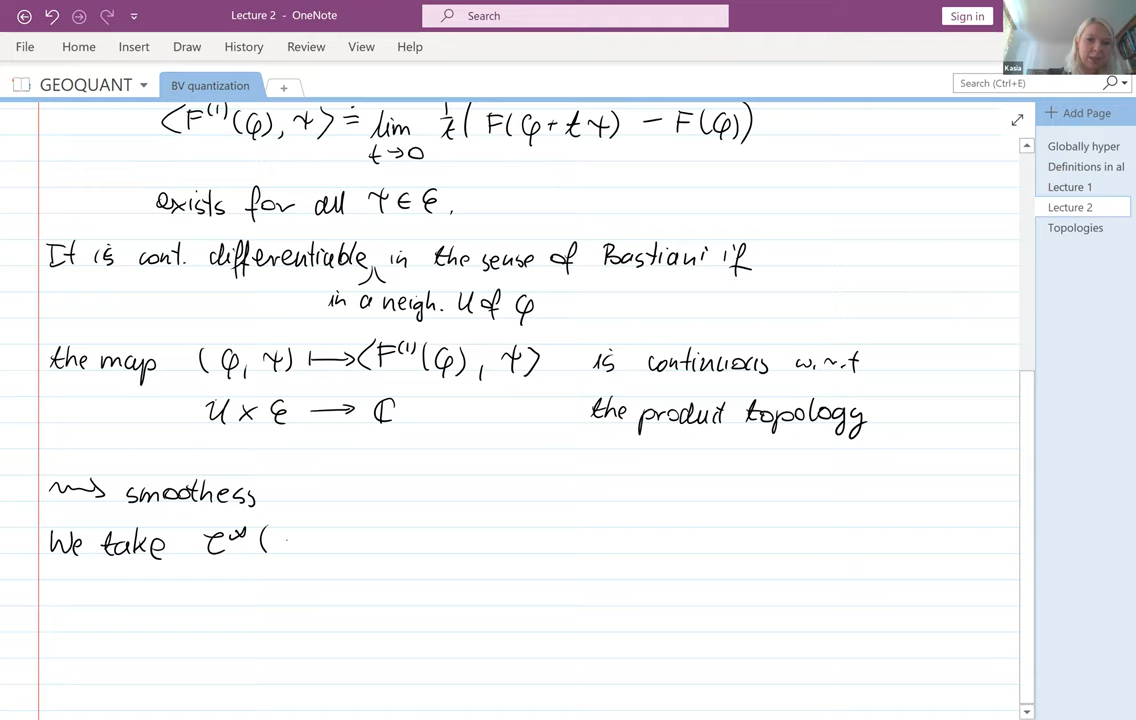 Lecture 2 - OneNote
Search
Sign in
File Home Insert Draw History Review View Help
Kasia
GEOQUANT
BV quantization
Search (Ctrl+E)
Add Page
Globally hyper
Definitions in al
Lecture 1
Lecture 2
Topologies
⟨F⁽¹⁾(φ), ψ⟩ ≐ lim 1/t ( F(φ + tψ) − F(φ) )
t→0
exists for all ψ ∈ ℰ.
It is cont. differentiable in the sense of Bastiani if
in a neigh. U of φ
the map (φ, ψ) ⟼ ⟨F⁽¹⁾(φ), ψ⟩ is continuous w.r.t
U × ℰ ⟶ ℂ the product topology
⇝ smoothess
We take 𝒞^∞ (